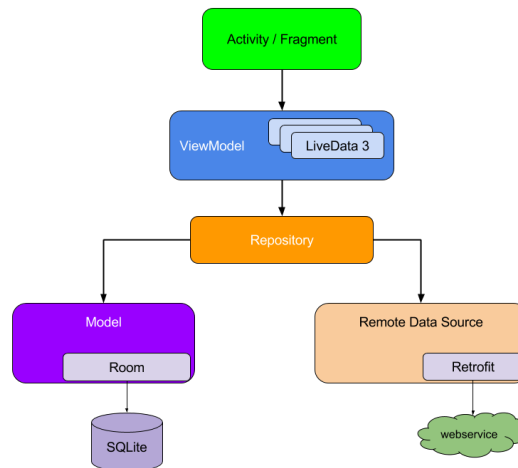 Activity / Fragment
ViewModel
LiveData 3
Repository
Model
Remote Data Source
Room
Retrofit
SQLite
webservice